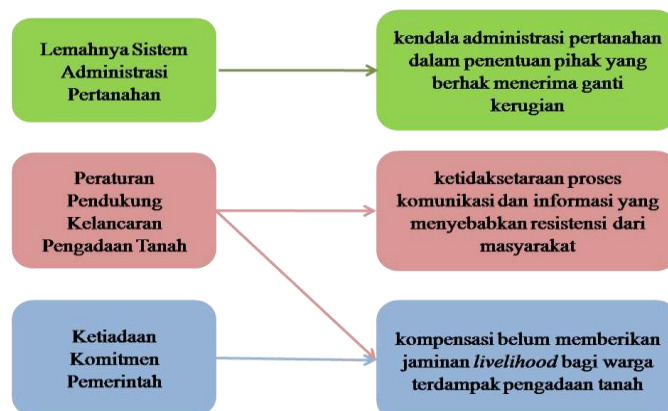 Lemahnya Sistem
Administrasi
Pertanahan
kendala administrasi pertanahan
dalam penentuan pihak yang
berhak menerima ganti
kerugian
Peraturan
Pendukung
Kelancaran
Pengadaan Tanah
ketidaksetaraan proses
komunikasi dan informasi yang
menyebabkan resistensi dari
masyarakat
Ketiadaan
Komitmen
Pemerintah
kompensasi belum memberikan
jaminan livelihood bagi warga
terdampak pengadaan tanah